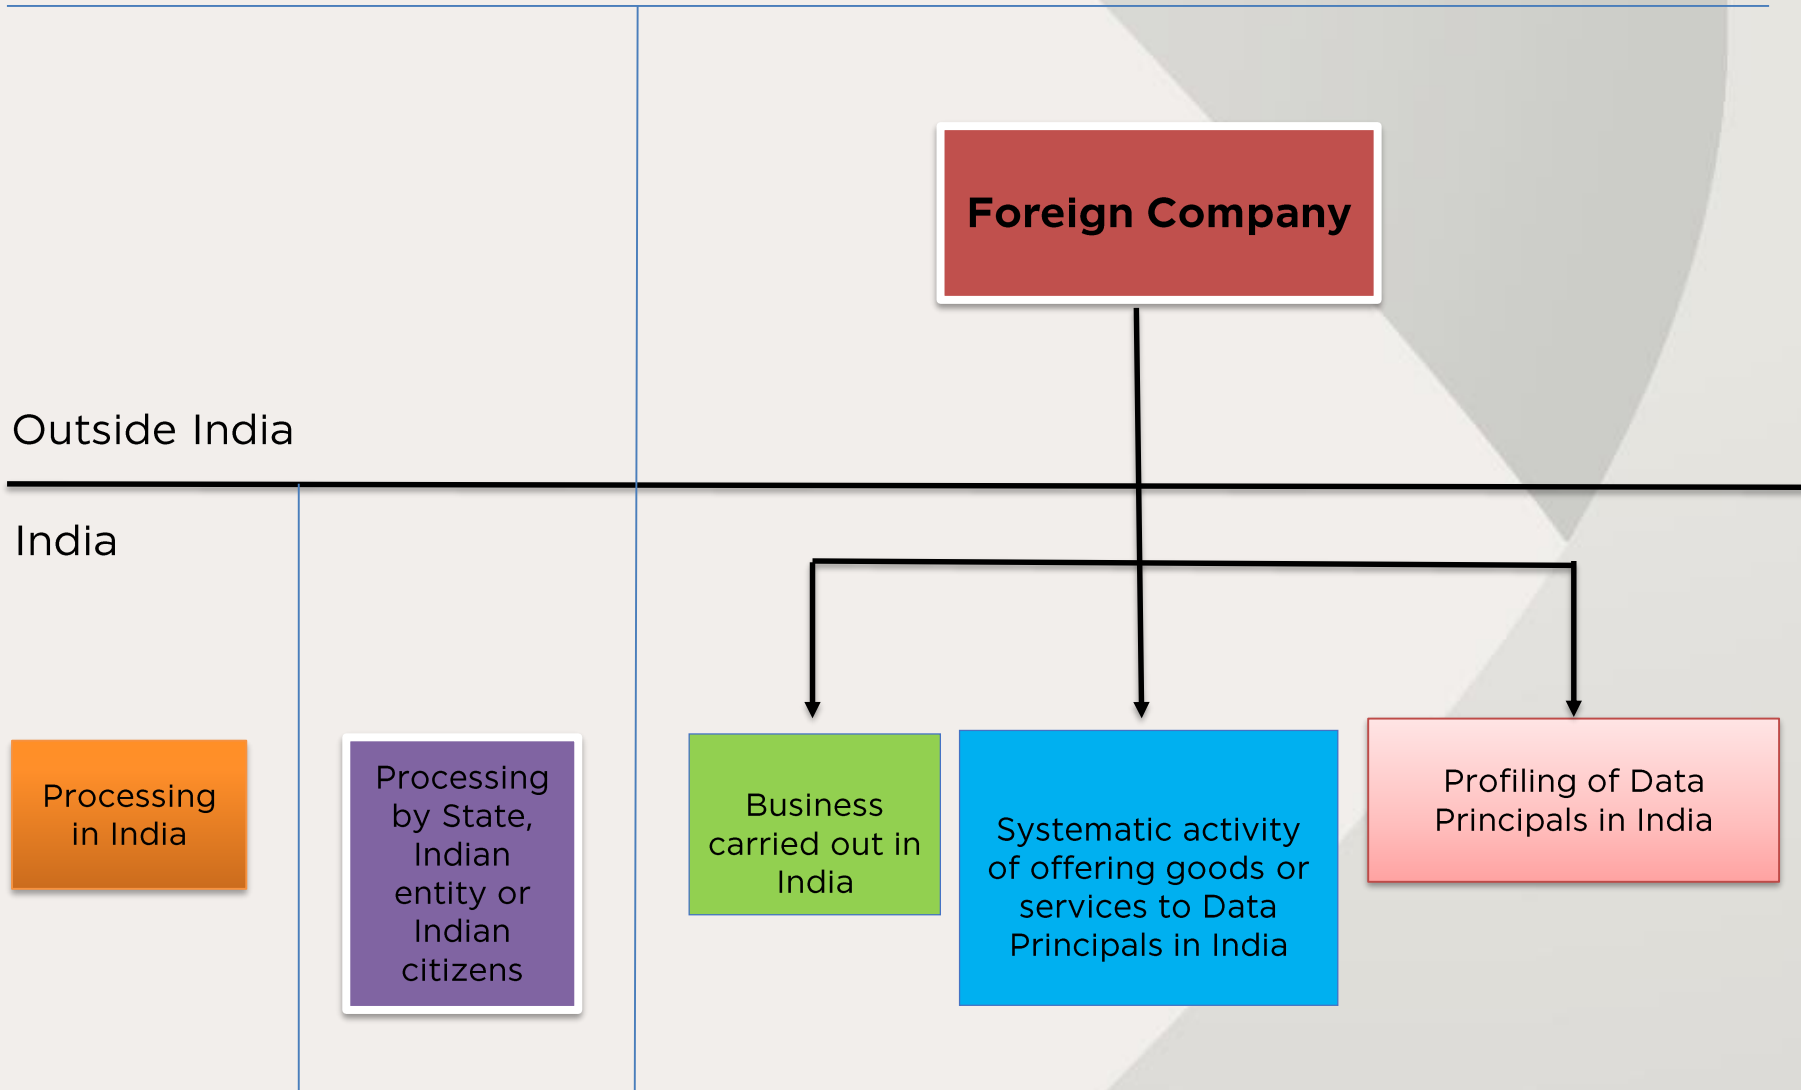 Foreign Company
Outside India
India
Processing
in India
Processing
by State,
Indian
entity or
Indian
citizens
Business
carried out in
India
Systematic activity
of offering goods or
services to Data
Principals in India
Profiling of Data
Principals in India